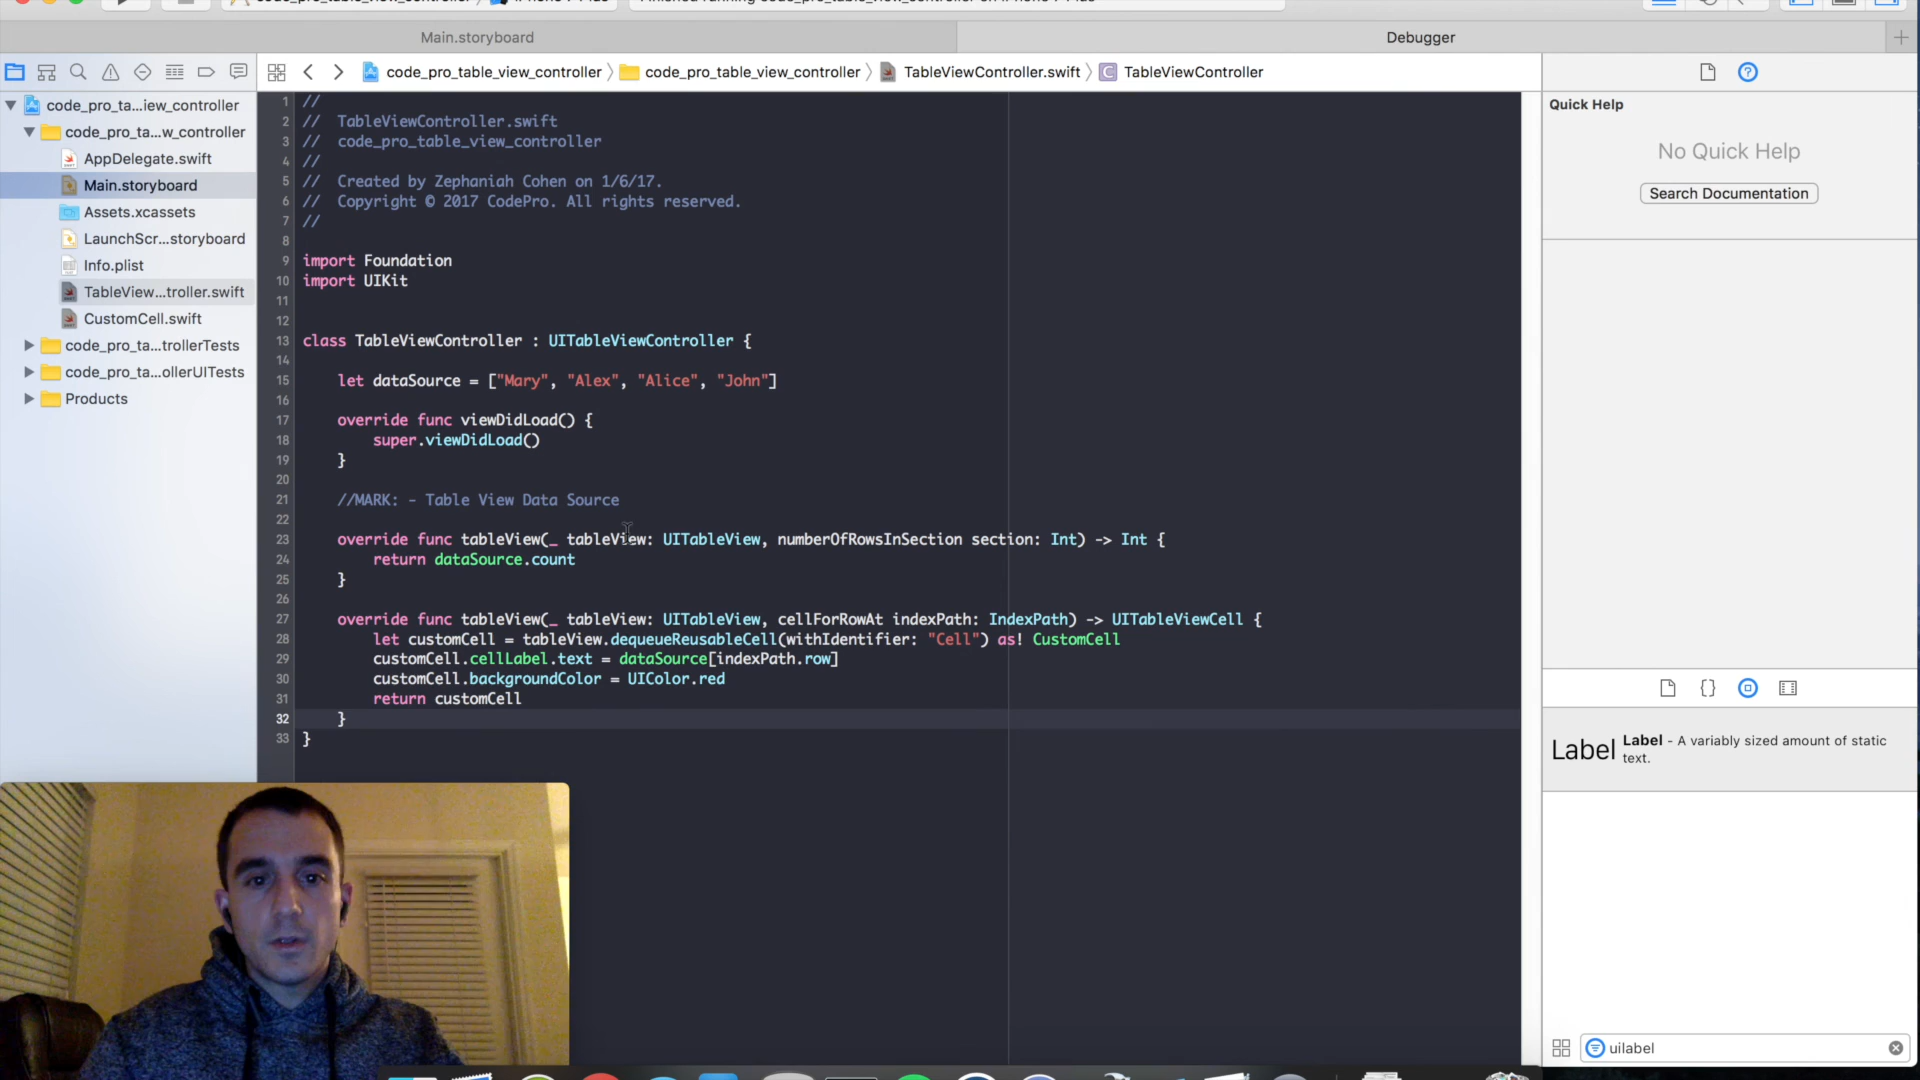 Main.storyboard
Debugger
code_pro_table_view_controller
code_pro_table_view_controller
TableViewController.swift
C
TableViewController
code_pro_ta...iew_controller
code_pro_ta...w_controller
AppDelegate.swift
Main.storyboard
Assets.xcassets
LaunchScr...storyboard
Info.plist
TableView...troller.swift
CustomCell.swift
code_pro_ta...trollerTests
code_pro_ta...ollerUITests
Products
1 //
2 //  TableViewController.swift
3 //  code_pro_table_view_controller
4 //
5 //  Created by Zephaniah Cohen on 1/6/17.
6 //  Copyright © 2017 CodePro. All rights reserved.
7 //
8
9 import Foundation
10 import UIKit
11
12
13 class TableViewController : UITableViewController {
14
15     let dataSource = ["Mary", "Alex", "Alice", "John"]
16
17     override func viewDidLoad() {
18         super.viewDidLoad()
19     }
20
21     //MARK: - Table View Data Source
22
23     override func tableView(_ tableView: UITableView, numberOfRowsInSection section: Int) -> Int {
24         return dataSource.count
25     }
26
27     override func tableView(_ tableView: UITableView, cellForRowAt indexPath: IndexPath) -> UITableViewCell {
28         let customCell = tableView.dequeueReusableCell(withIdentifier: "Cell") as! CustomCell
29         customCell.cellLabel.text = dataSource[indexPath.row]
30         customCell.backgroundColor = UIColor.red
31         return customCell
32     }
33 }
Quick Help
No Quick Help
Search Documentation
Label
Label - A variably sized amount of static
text.
uilabel